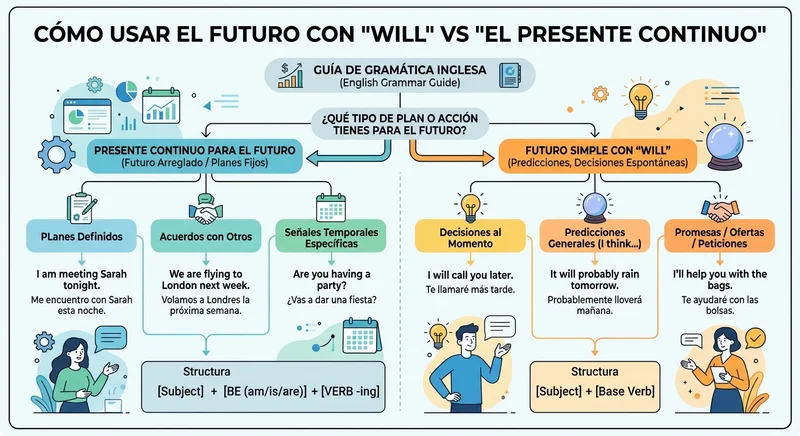 CÓMO USAR EL FUTURO CON "WILL" VS "EL PRESENTE CONTINUO"
GUÍA DE GRAMÁTICA INGLESA
(English Grammar Guide)
¿QUÉ TIPO DE PLAN O ACCIÓN
TIENES PARA EL FUTURO?
PRESENTE CONTINUO PARA EL FUTURO
(Futuro Arreglado / Planes Fijos)
Planes Definidos
I am meeting Sarah
tonight.
Me encuentro con Sarah
esta noche.
Acuerdos con Otros
We are flying to
London next week.
Volamos a Londres la
próxima semana.
Señales Temporales
Específicas
Are you having a
party?
¿Vas a dar una fiesta?
Structura
[Subject] + [BE (am/is/are)] + [VERB -ing]
FUTURO SIMPLE CON “WILL”
(Predicciones, Decisiones Espontáneas)
Decisiones al
Momento
I will call you later.
Te llamaré más tarde.
Predicciones
Generales (I think...)
It will probably rain
tomorrow.
Probablemente lloverá
mañana.
Promesas / Ofertas
/ Peticiones
I’ll help you with the
bags.
Te ayudaré con las
bolsas.
Structura
[Subject] + [Base Verb]